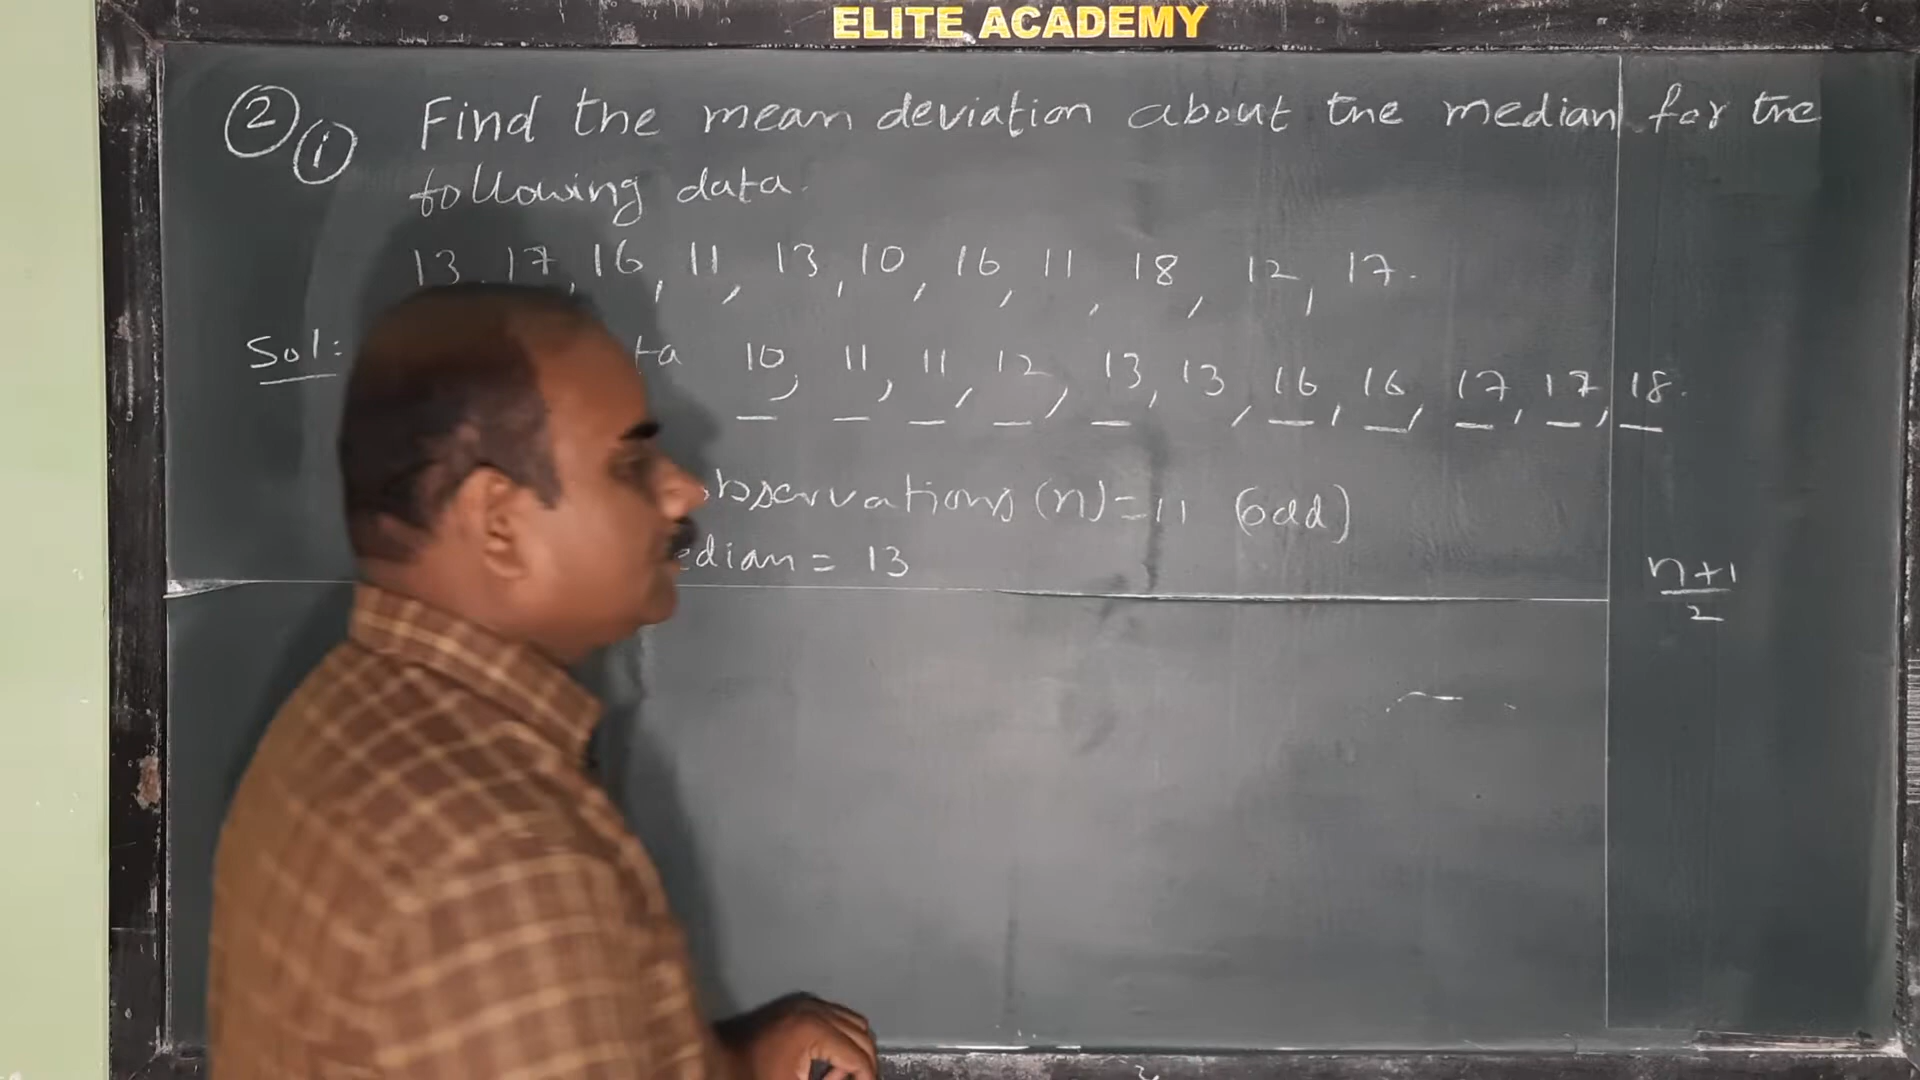 ELITE ACADEMY
② ① Find the mean deviation about the median for the
following data.
13, 17, 16, 11, 13, 10, 16, 11, 18, 12, 17.
Sol: 10, 11, 11, 12, 13, 13, 16, 16, 17, 17, 18.
observations (n) = 11 (odd)
edian = 13
n+1
2